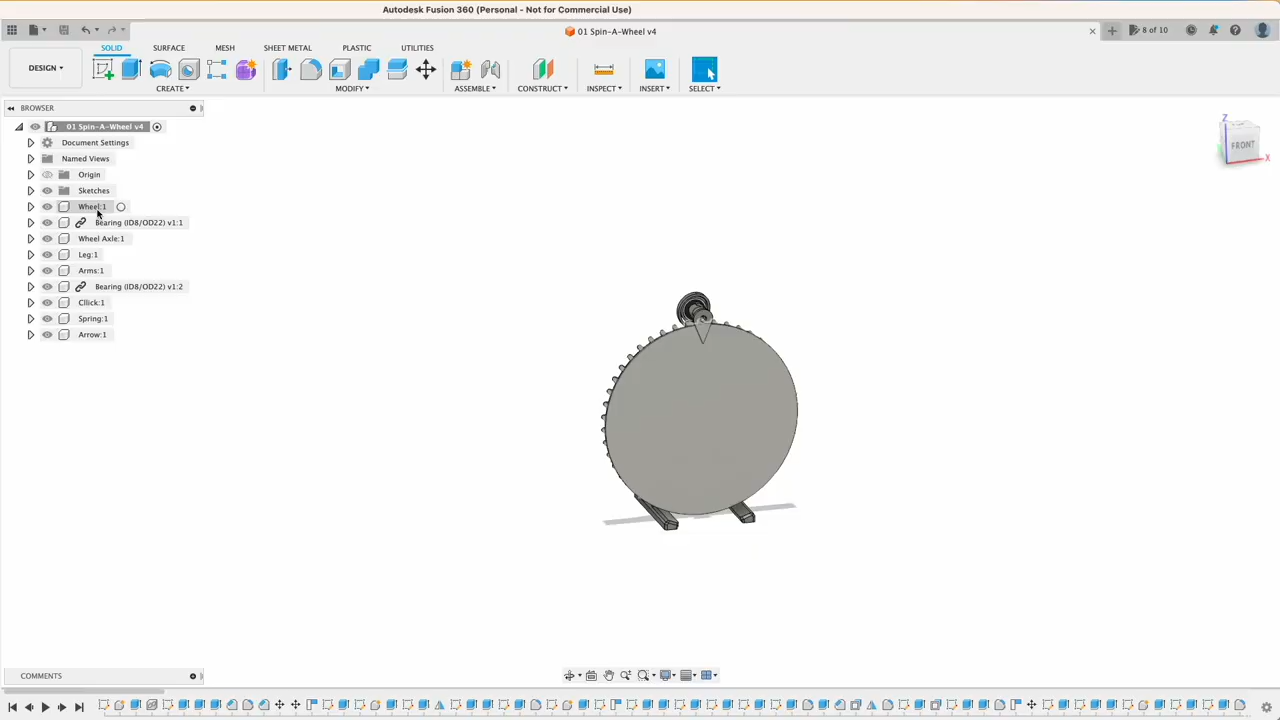 Autodesk Fusion 360 (Personal - Not for Commercial Use)
01 Spin-A-Wheel v4
8 of 10
DESIGN
SOLID SURFACE MESH SHEET METAL PLASTIC UTILITIES
CREATE MODIFY ASSEMBLE CONSTRUCT INSPECT INSERT SELECT
BROWSER
01 Spin-A-Wheel v4
Document Settings
Named Views
Origin
Sketches
Wheel:1
Bearing (ID8/OD22) v1:1
Wheel Axle:1
Leg:1
Arms:1
Bearing (ID8/OD22) v1:2
Cllick:1
Spring:1
Arrow:1
Z
FRONT
X
COMMENTS